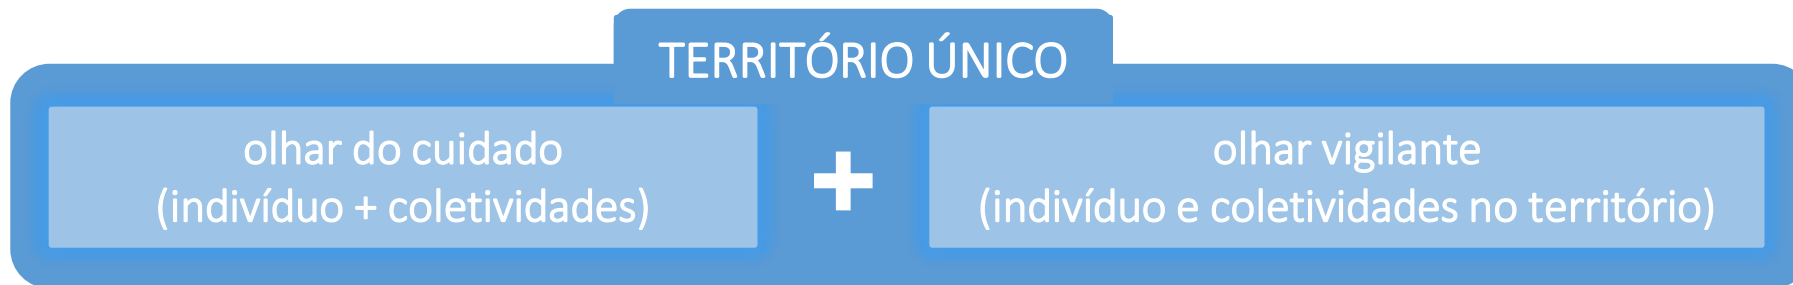 TERRITÓRIO ÚNICO
olhar do cuidado
(indivíduo + coletividades)
+
olhar vigilante
(indivíduo e coletividades no território)